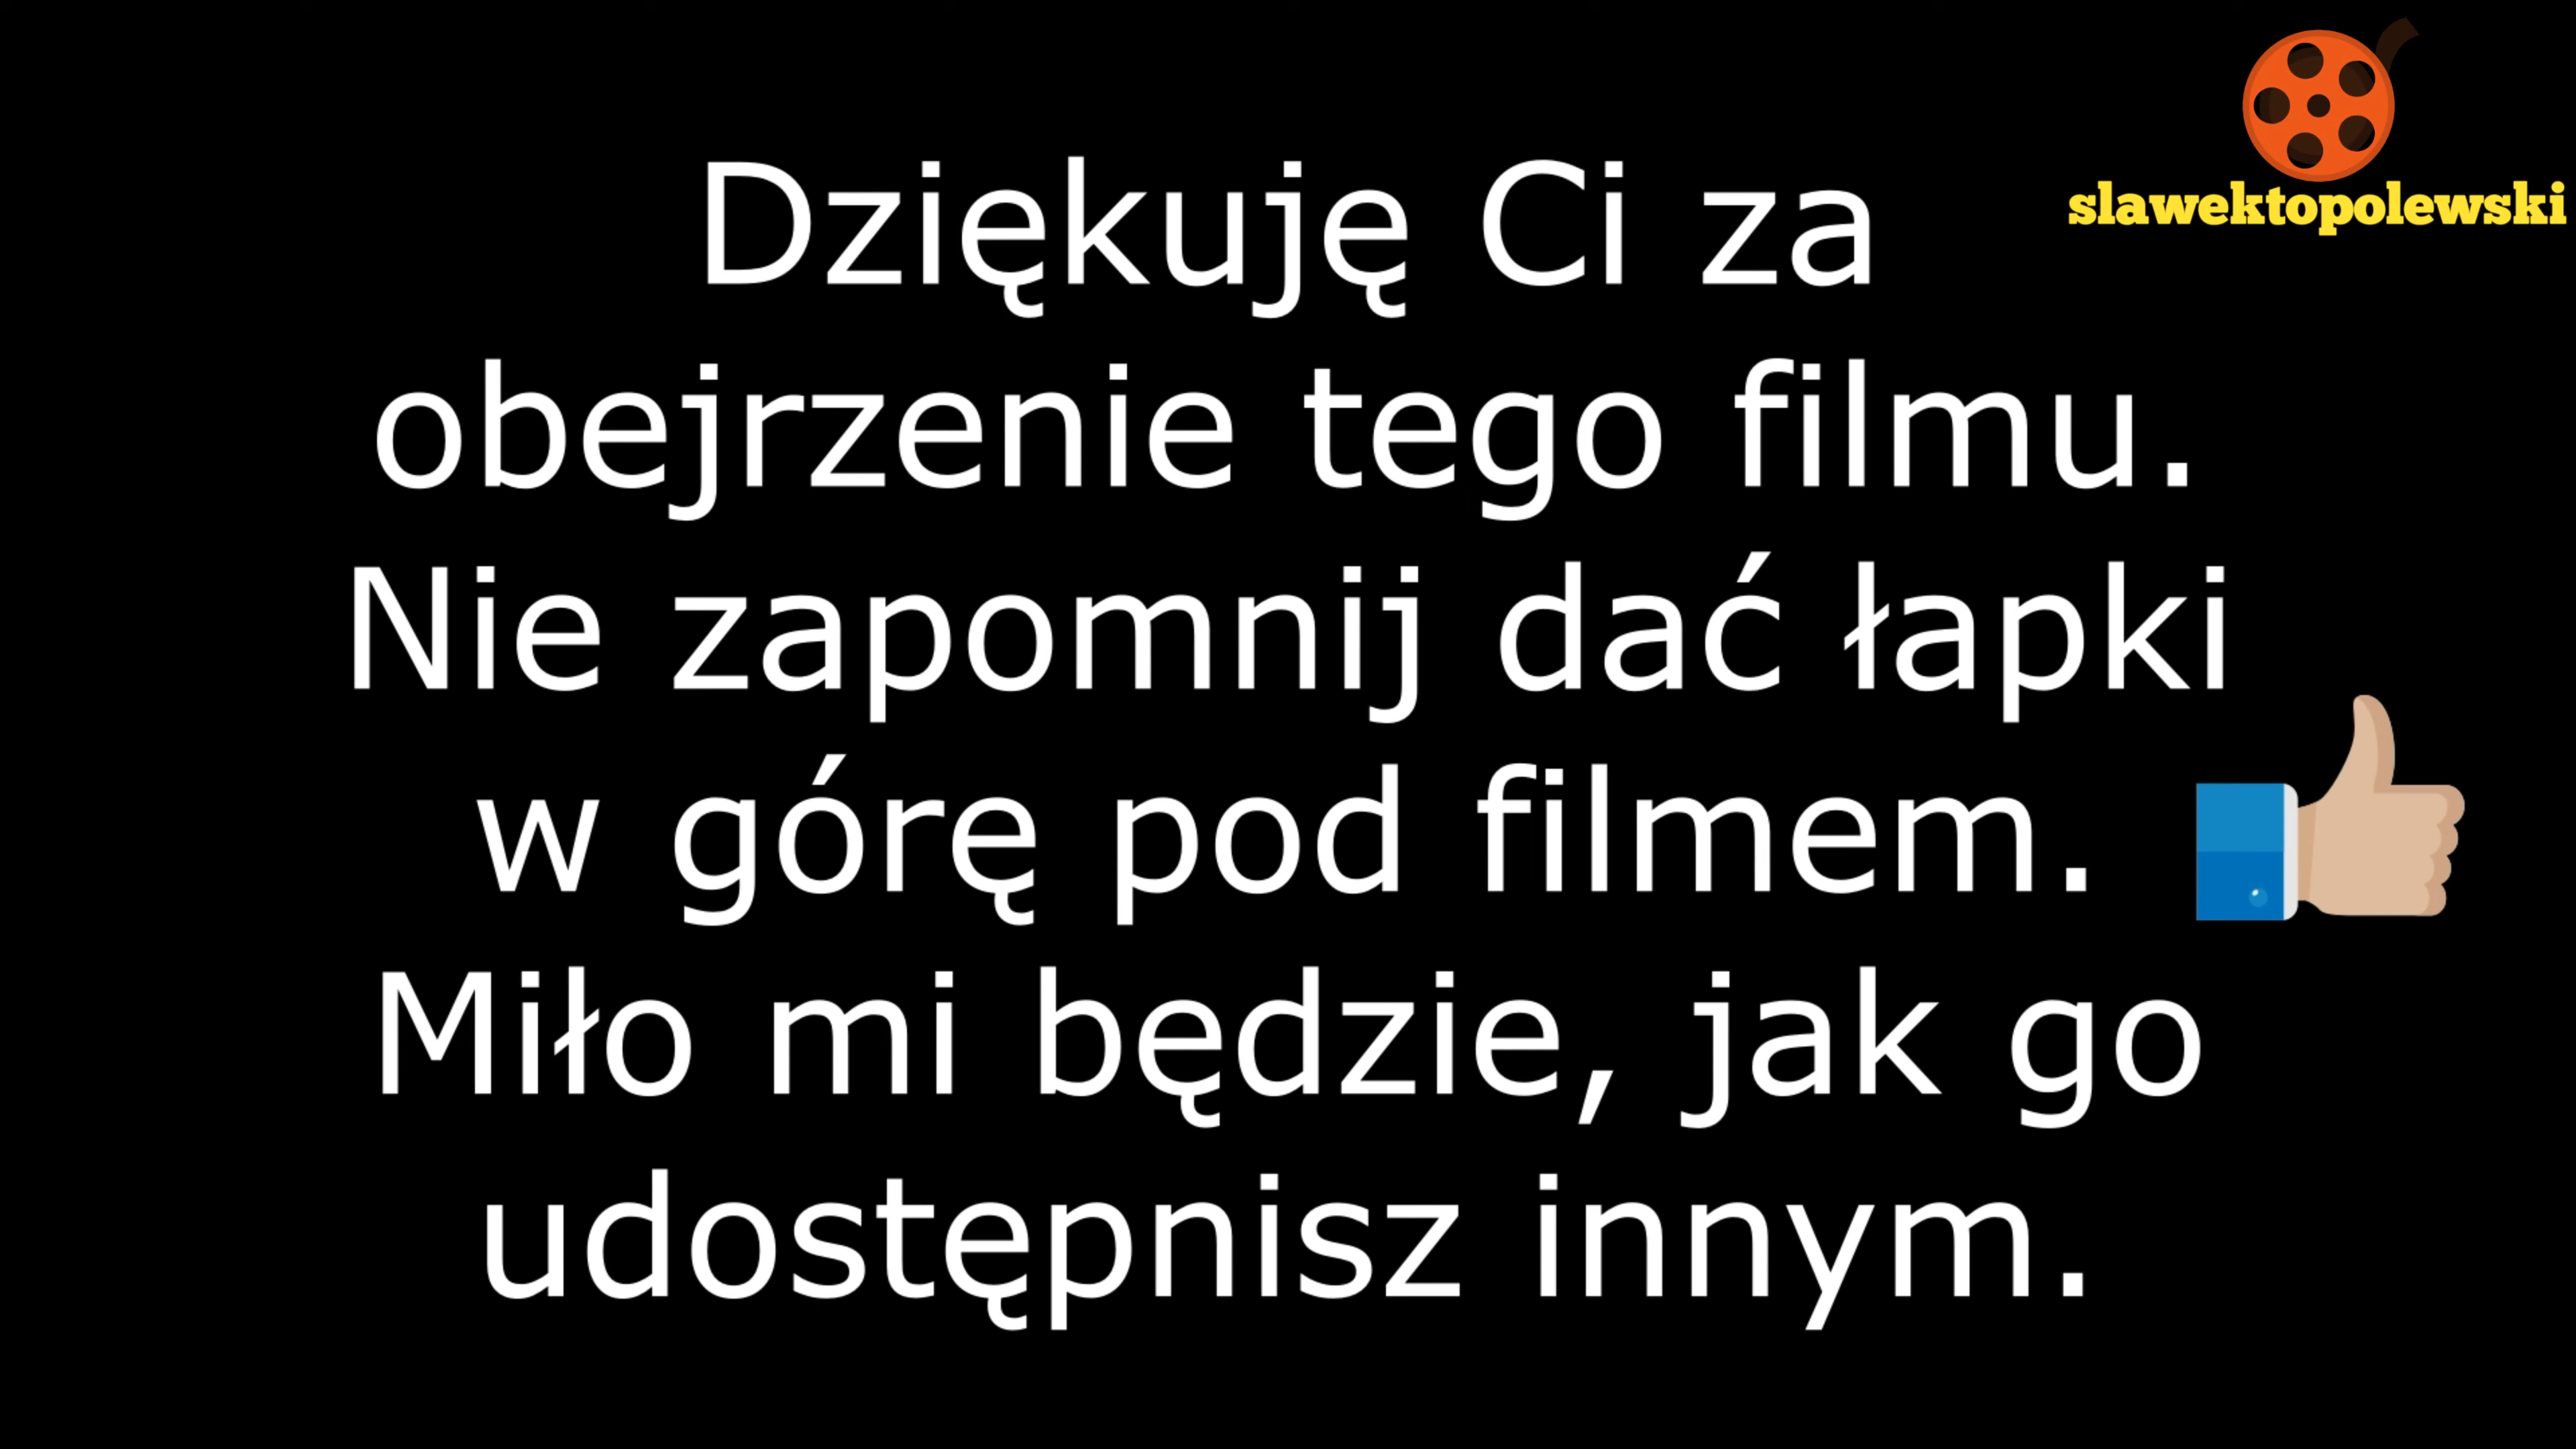 slawektopolewski
Dziękuję Ci za
obejrzenie tego filmu.
Nie zapomnij dać łapki
w górę pod filmem.
Miło mi będzie, jak go
udostępnisz innym.